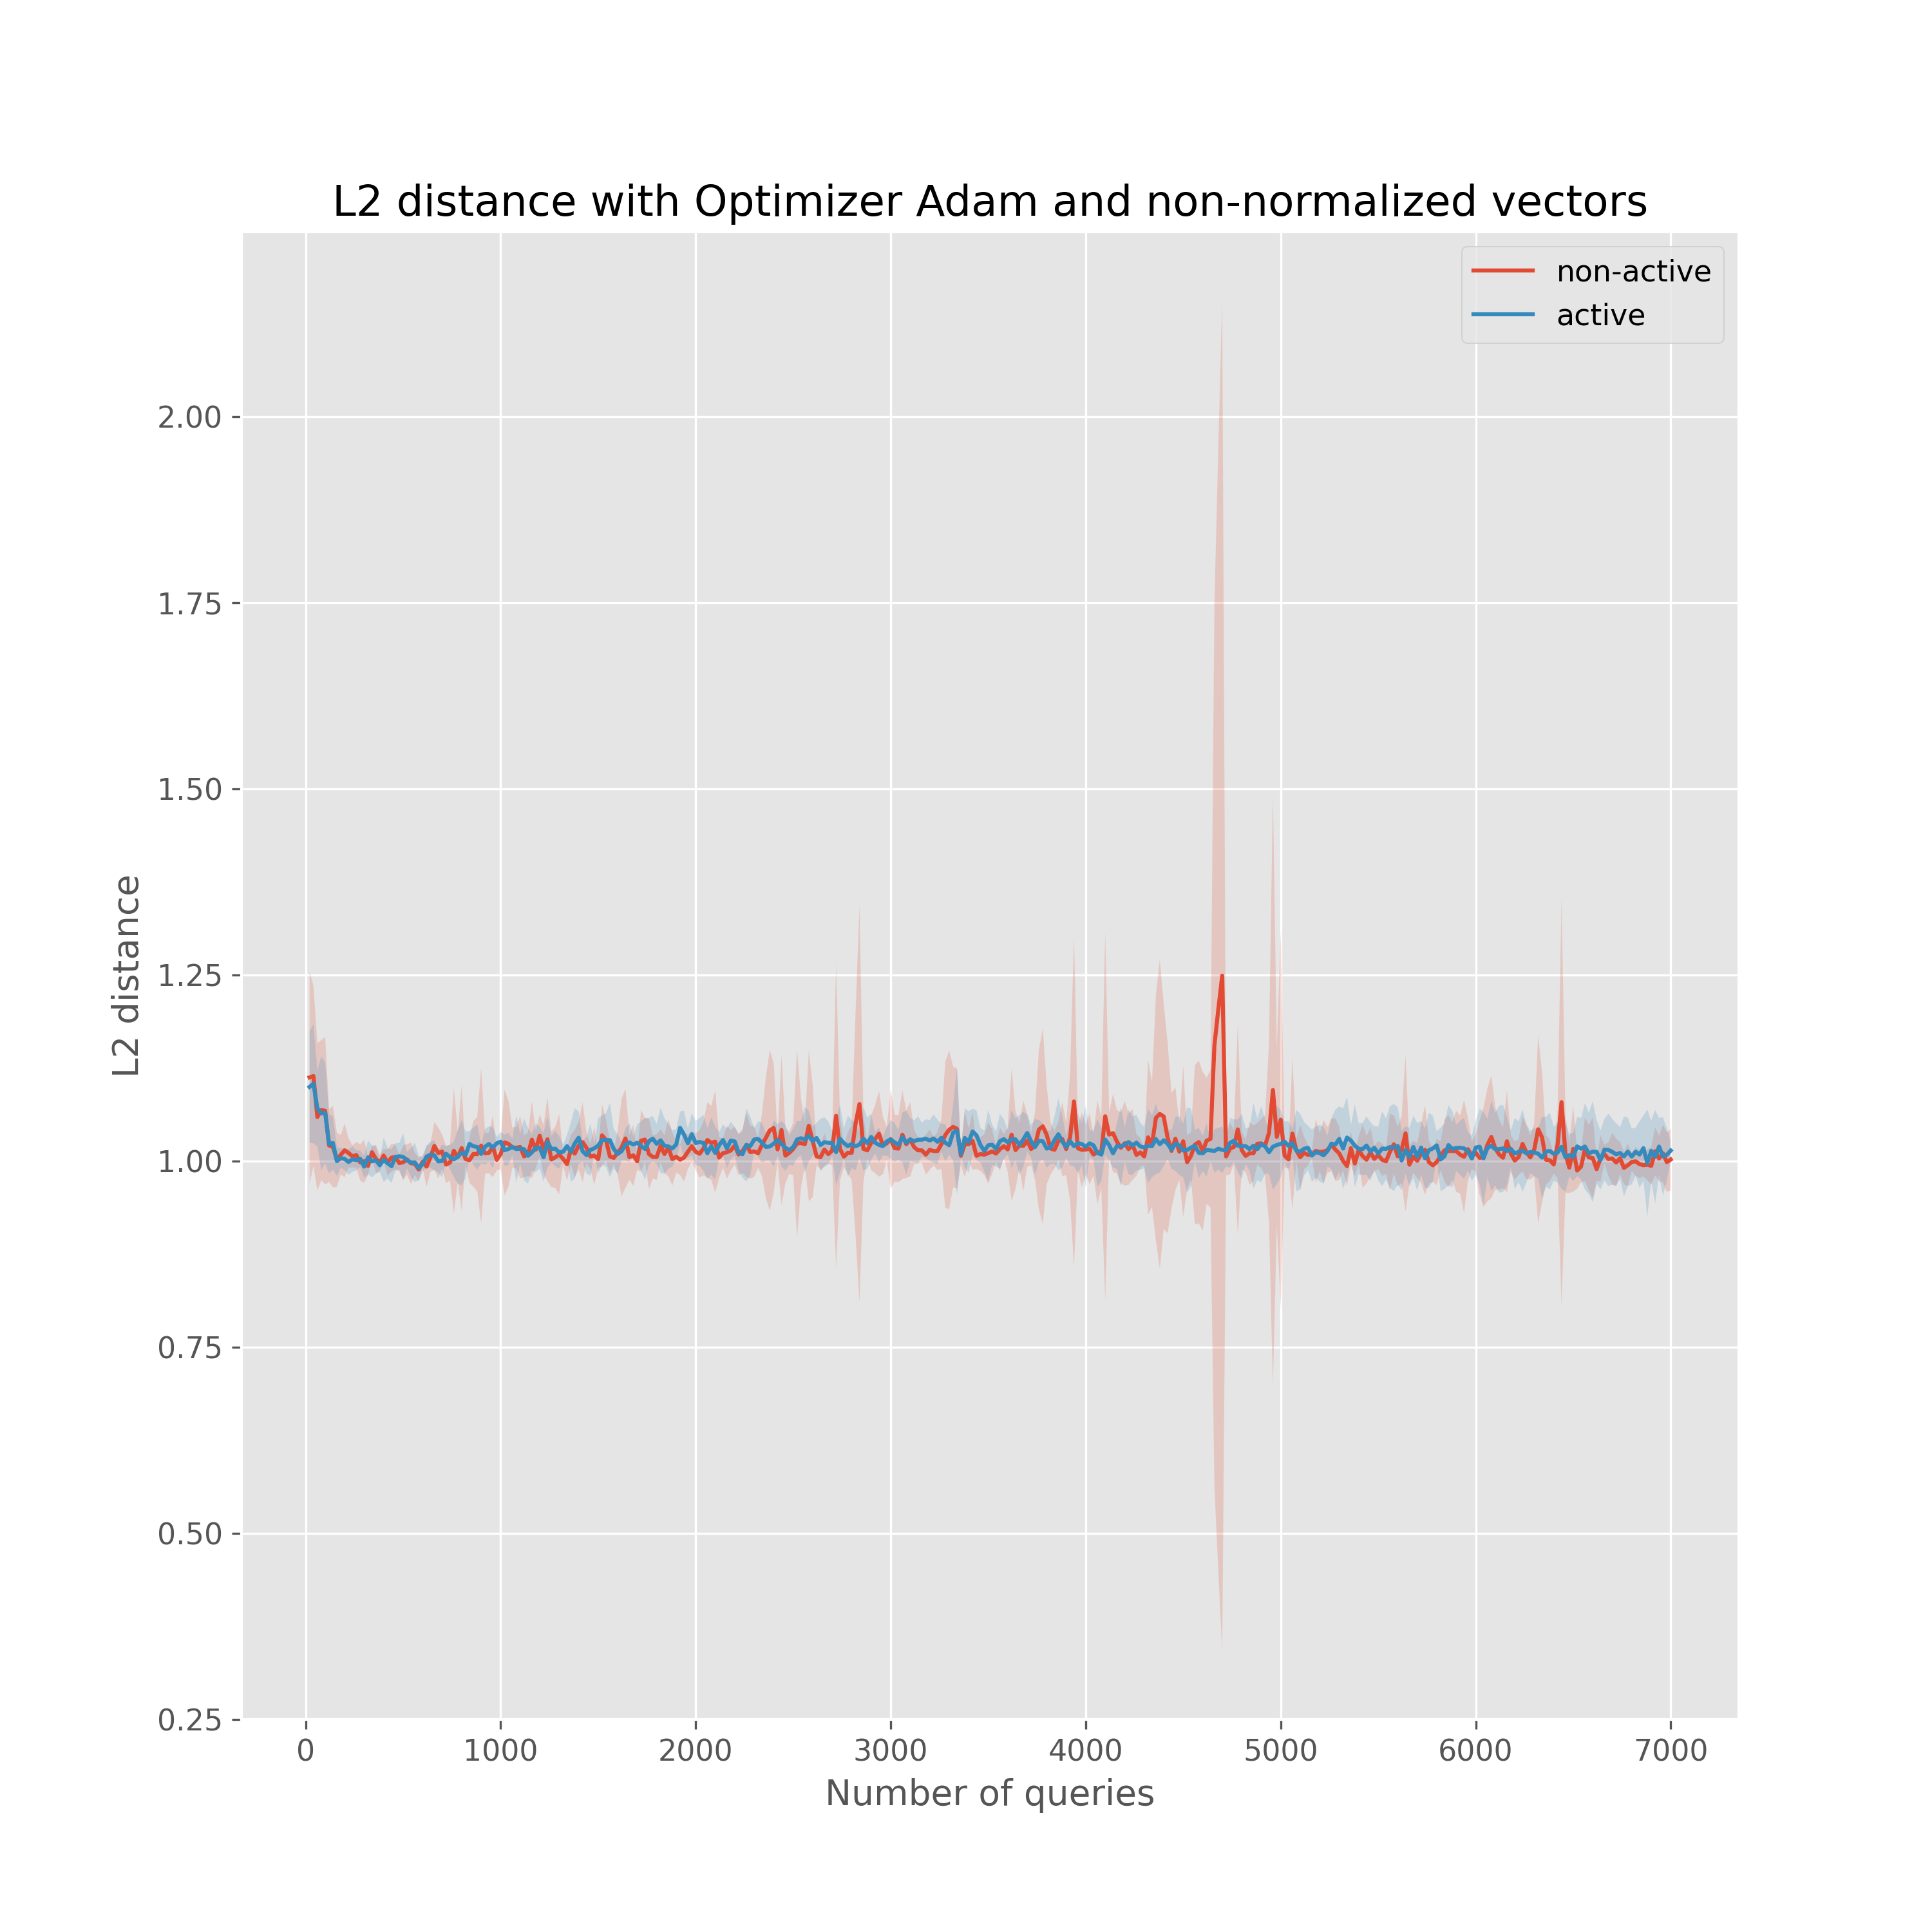 L2 distance with Optimizer Adam and non-normalized vectors
non-active
active
2.00
1.75
1.50
1.25
1.00
0.75
0.50
0.25
L2 distance
0 1000 2000 3000 4000 5000 6000 7000
Number of queries